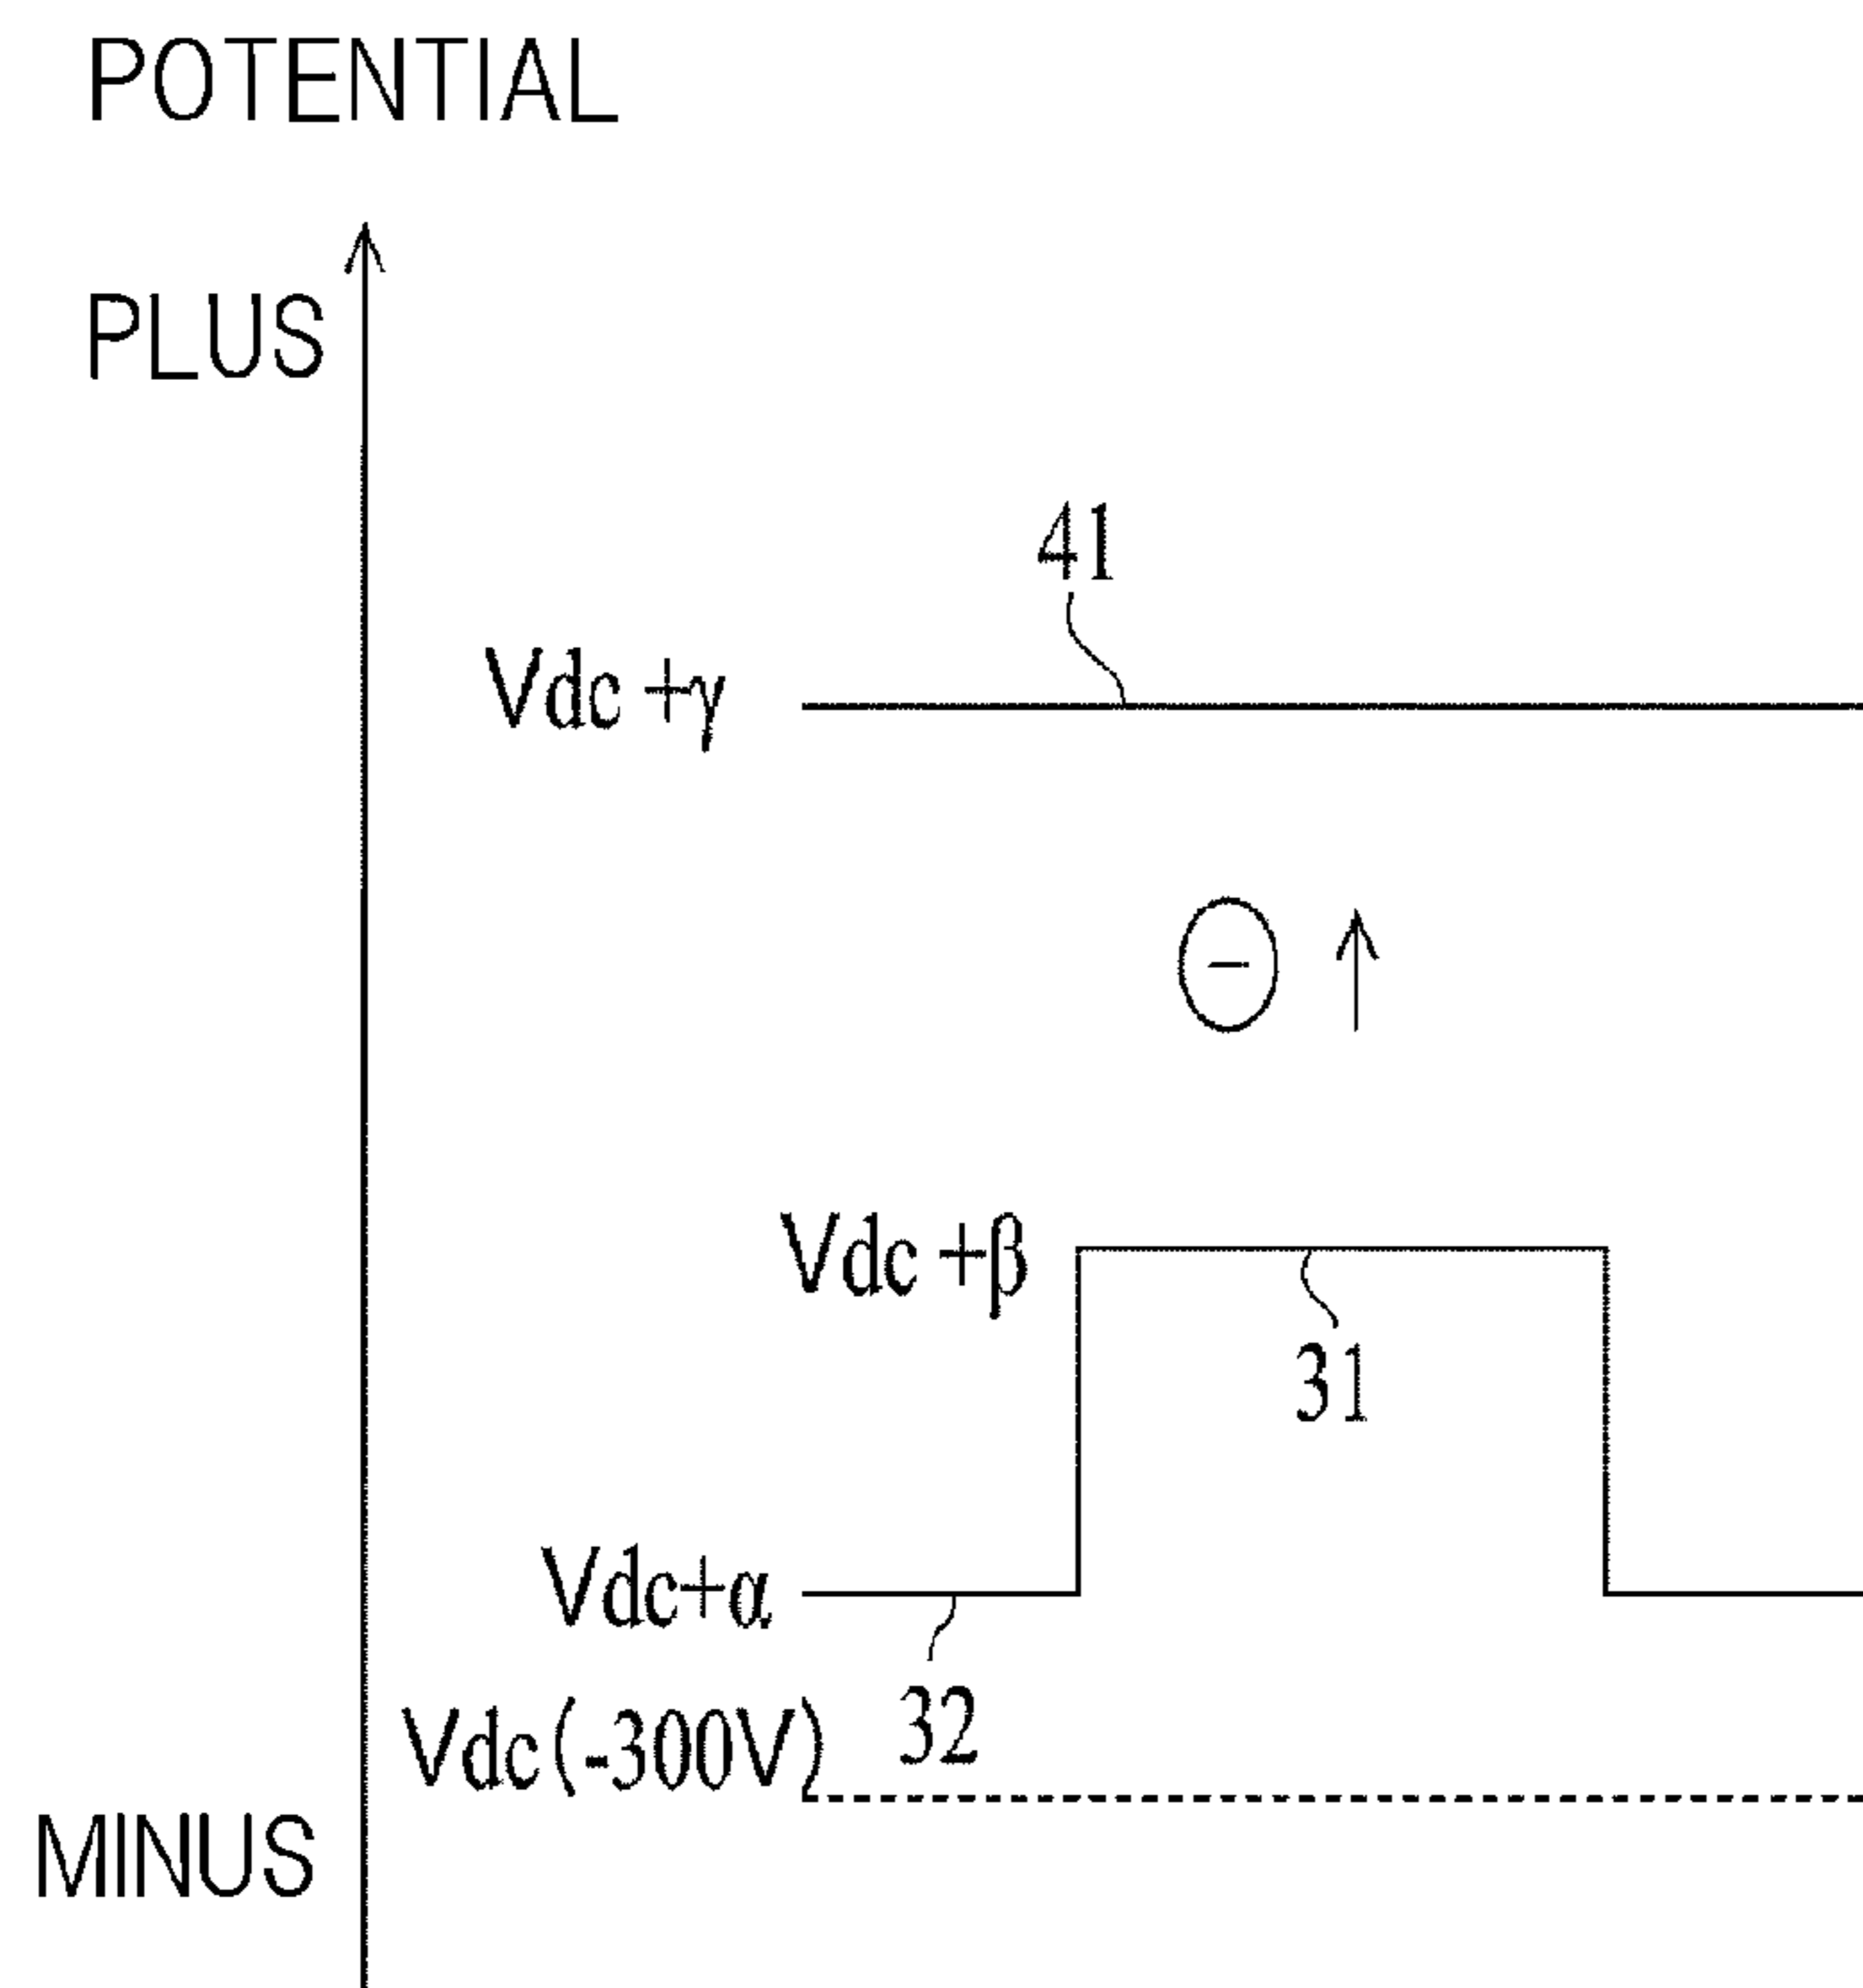 POTENTIAL
PLUS
41
Vdc +γ
−
Vdc +β
31
Vdc+α
32
Vdc(-300V)
MINUS